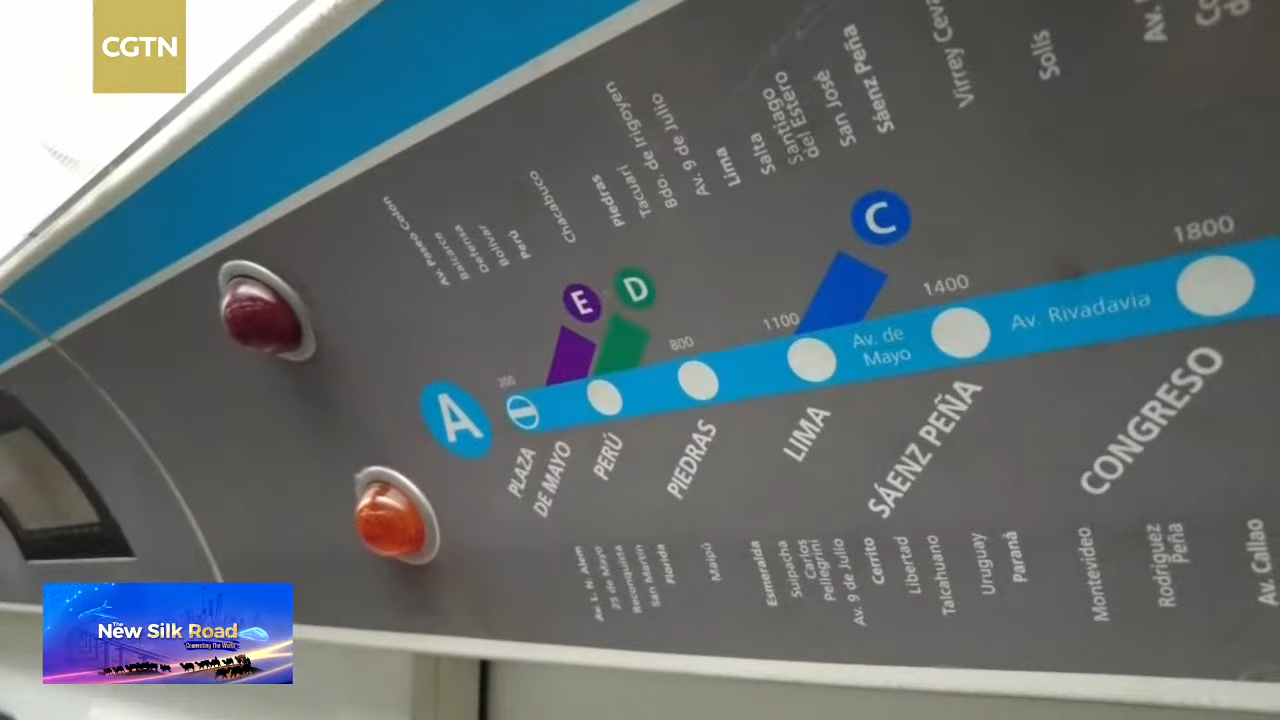 CGTN
Av. Paseo Colón
Balcarce
Defensa
Bolívar
Perú
Chacabuco
Piedras
Tacuarí
Bdo. de Irigoyen
Av. 9 de Julio
Lima
Salta
Santiago
del Estero
San José
Sáenz Peña
Solís
E
D
C
A
800
1100
1400
1800
Av. de
Mayo
Av. Rivadavia
PLAZA
DE MAYO
PERÚ
PIEDRAS
LIMA
SÁENZ PEÑA
CONGRESO
Av. L. N. Alem
25 de Mayo
Reconquista
San Martín
Florida
Maipú
Esmeralda
Suipacha
Carlos
Pellegrini
Av. 9 de Julio
Cerrito
Libertad
Talcahuano
Uruguay
Paraná
Montevideo
Rodríguez
Peña
Av. Callao
The
New Silk Road
Connecting The World